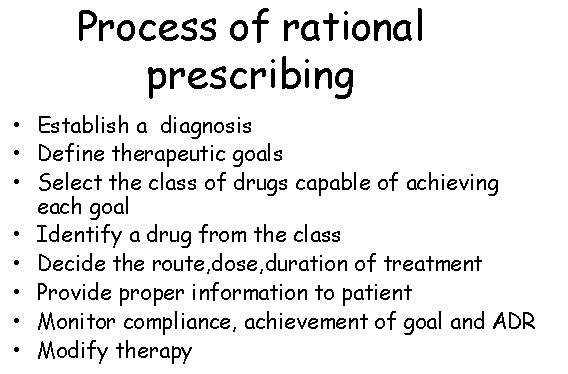 Process of rational
prescribing
• Establish a  diagnosis
• Define therapeutic goals
• Select the class of drugs capable of achieving
each goal
• Identify a drug from the class
• Decide the route,dose,duration of treatment
• Provide proper information to patient
• Monitor compliance, achievement of goal and ADR
• Modify therapy